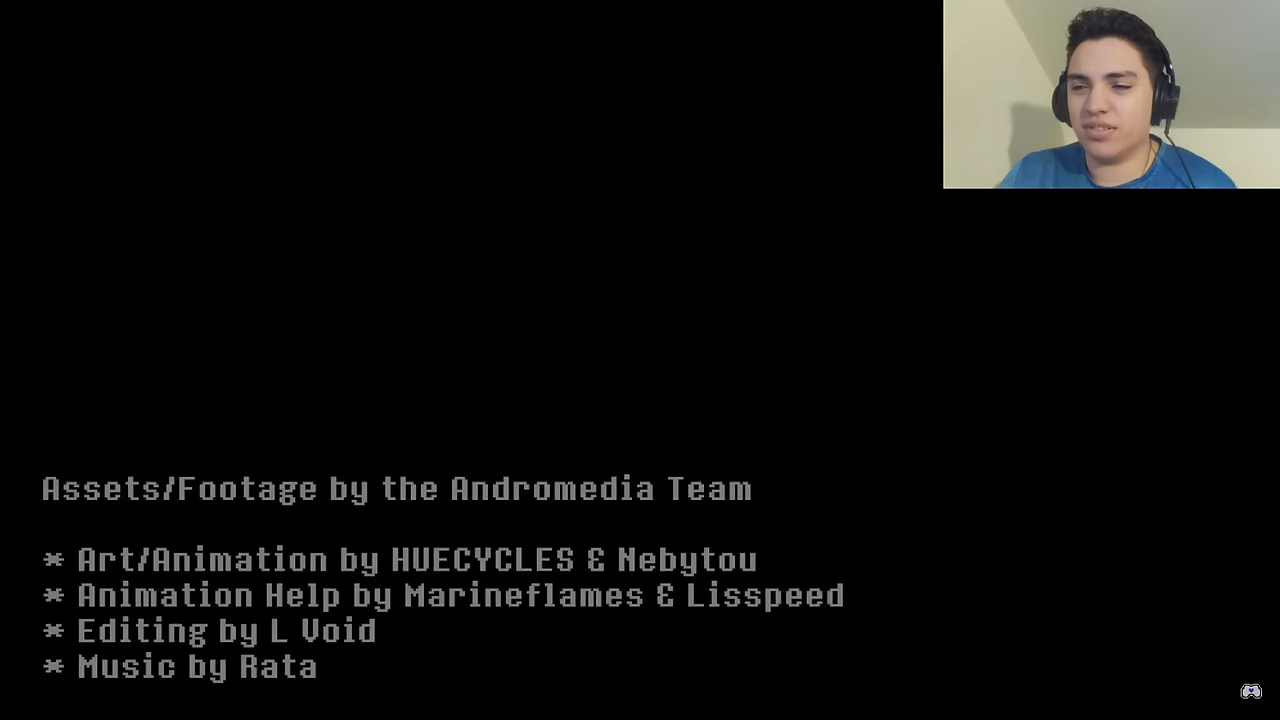 Assets/Footage by the Andromedia Team
* Art/Animation by HUECYCLES & Nebytou
* Animation Help by Marineflames & Lisspeed
* Editing by L Void
* Music by Rata